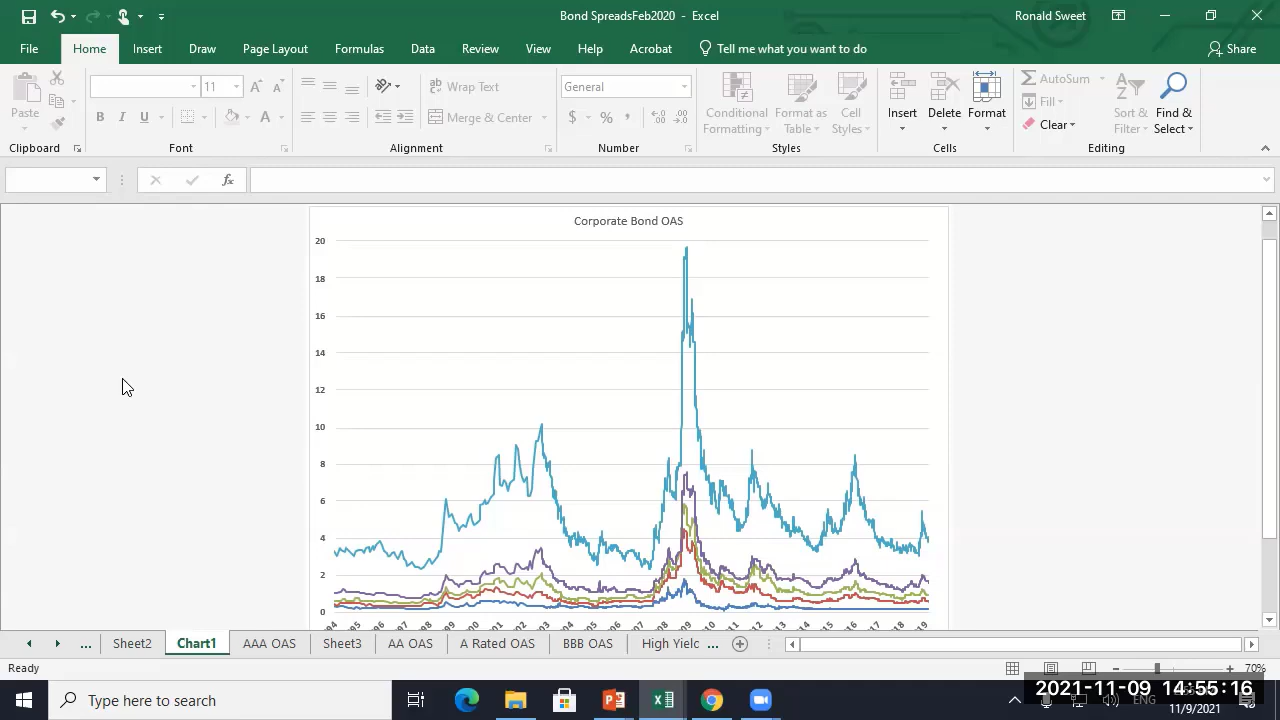 Bond SpreadsFeb2020 - Excel
Ronald Sweet
File Home Insert Draw Page Layout Formulas Data Review View Help Acrobat Tell me what you want to do Share
Paste
Clipboard
11
B I U A
Font
ab Wrap Text
Merge & Center
Alignment
General
$ % ,
Number
Conditional Formatting
Format as Table
Cell Styles
Styles
Insert
Delete
Format
Cells
AutoSum
Fill
Clear
Sort & Filter
Find & Select
Editing
fx
Corporate Bond OAS
20
18
16
14
12
10
8
6
4
2
0
... Sheet2 Chart1 AAA OAS Sheet3 AA OAS A Rated OAS BBB OAS High Yielc ...
Ready
70%
Type here to search
ENG
2021-11-09 14:55:16
11/9/2021